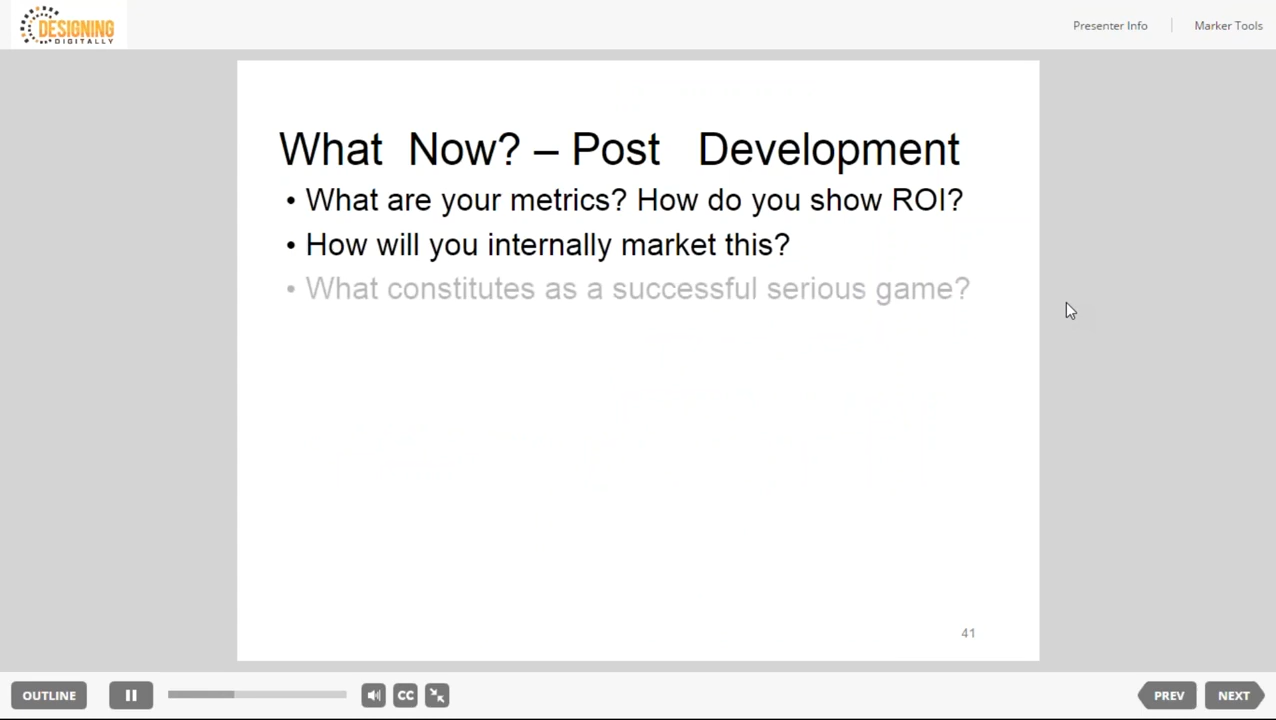 DESIGNING
DIGITALLY
Presenter Info
Marker Tools
What Now? – Post Development
• What are your metrics? How do you show ROI?
• How will you internally market this?
• What constitutes as a successful serious game?
41
OUTLINE
CC
PREV
NEXT